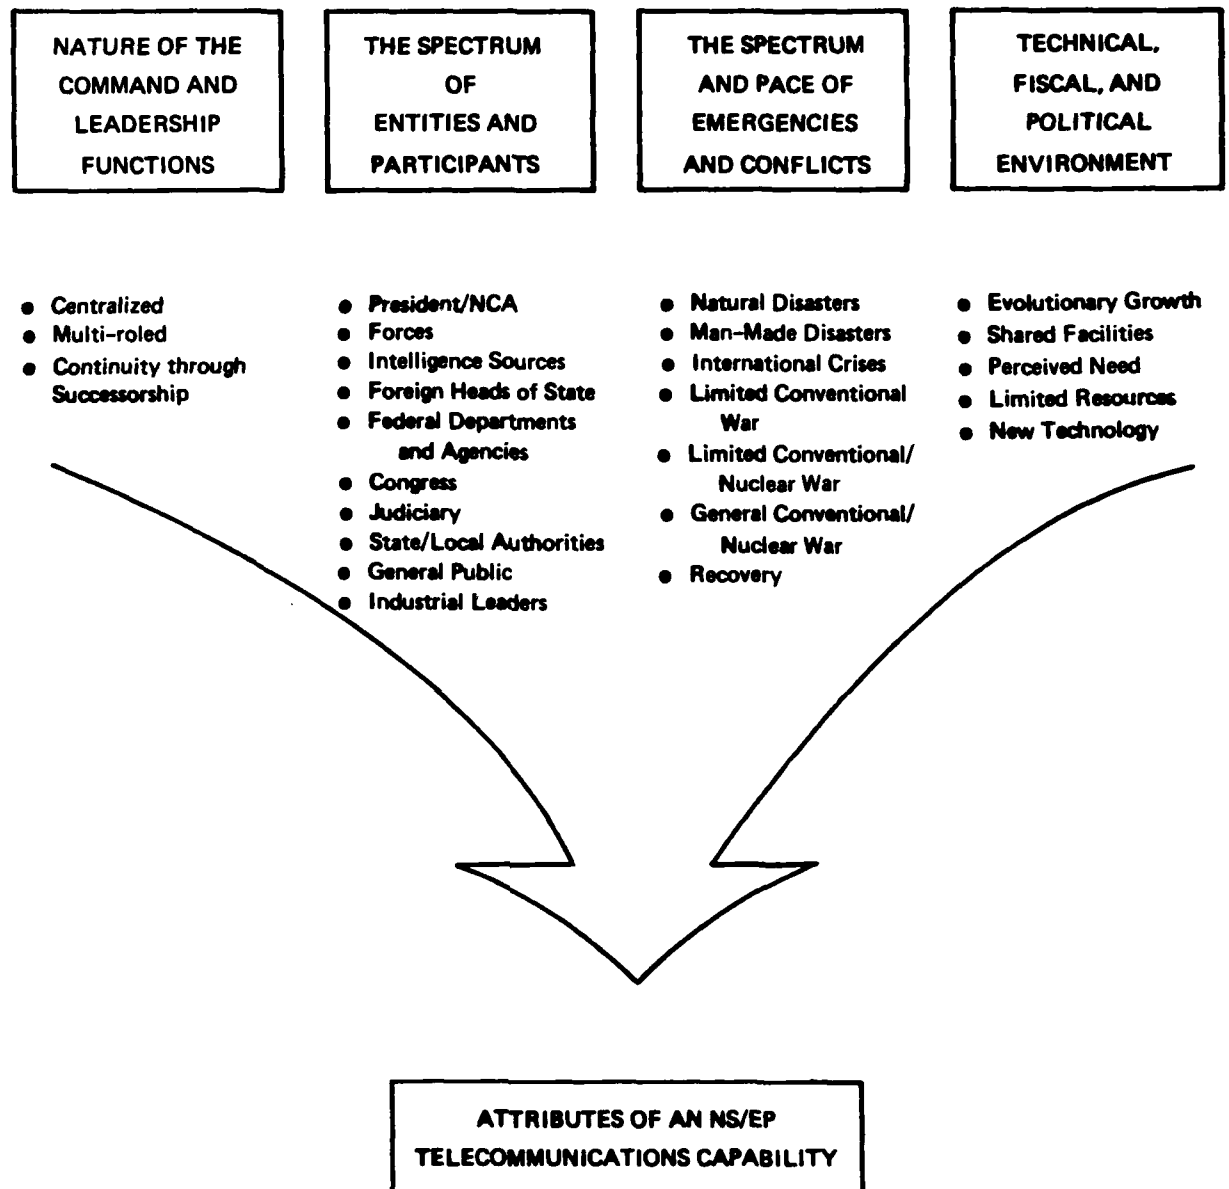 NATURE OF THE
COMMAND AND
LEADERSHIP
FUNCTIONS
THE SPECTRUM
OF
ENTITIES AND
PARTICIPANTS
THE SPECTRUM
AND PACE OF
EMERGENCIES
AND CONFLICTS
TECHNICAL,
FISCAL, AND
POLITICAL
ENVIRONMENT
● Centralized
● Multi-roled
● Continuity through
Successorship
● President/NCA
● Forces
● Intelligence Sources
● Foreign Heads of State
● Federal Departments
and Agencies
● Congress
● Judiciary
● State/Local Authorities
● General Public
● Industrial Leaders
● Natural Disasters
● Man-Made Disasters
● International Crises
● Limited Conventional
War
● Limited Conventional/
Nuclear War
● General Conventional/
Nuclear War
● Recovery
● Evolutionary Growth
● Shared Facilities
● Perceived Need
● Limited Resources
● New Technology
ATTRIBUTES OF AN NS/EP
TELECOMMUNICATIONS CAPABILITY